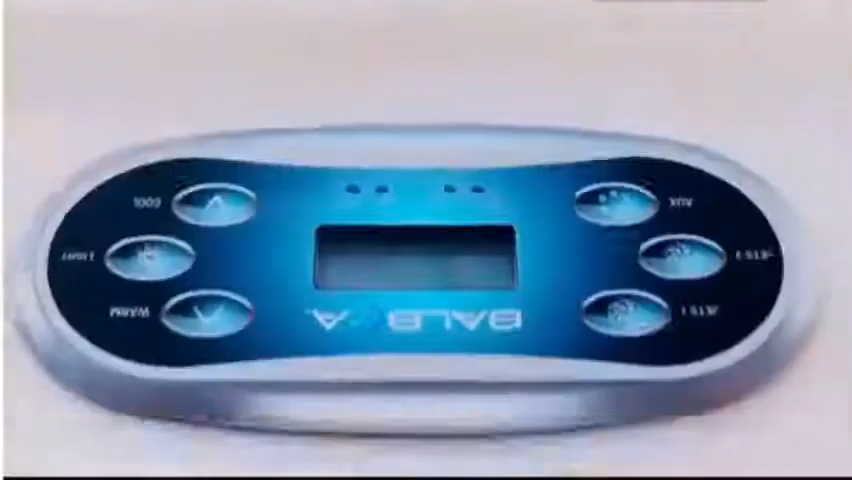 JETS 1
BALBOA
WARM
JETS 2
LIGHT
AUX
COOL